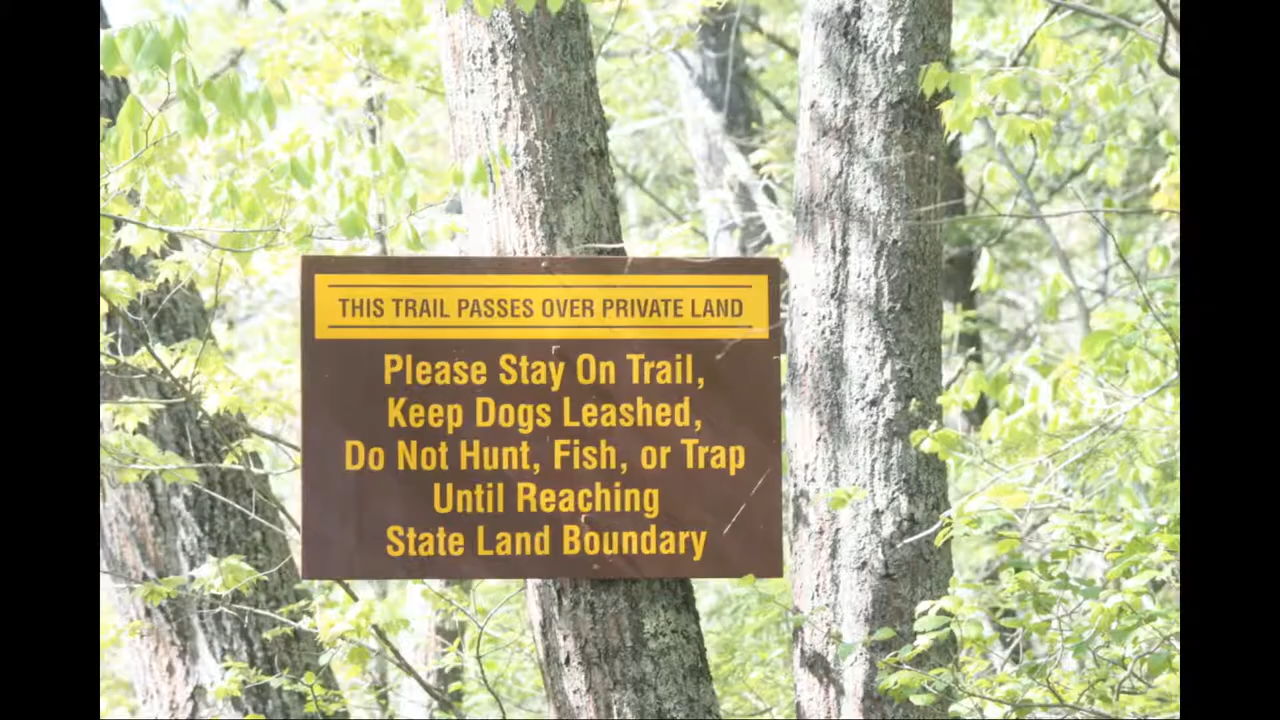 THIS TRAIL PASSES OVER PRIVATE LAND
Please Stay On Trail,
Keep Dogs Leashed,
Do Not Hunt, Fish, or Trap
Until Reaching
State Land Boundary